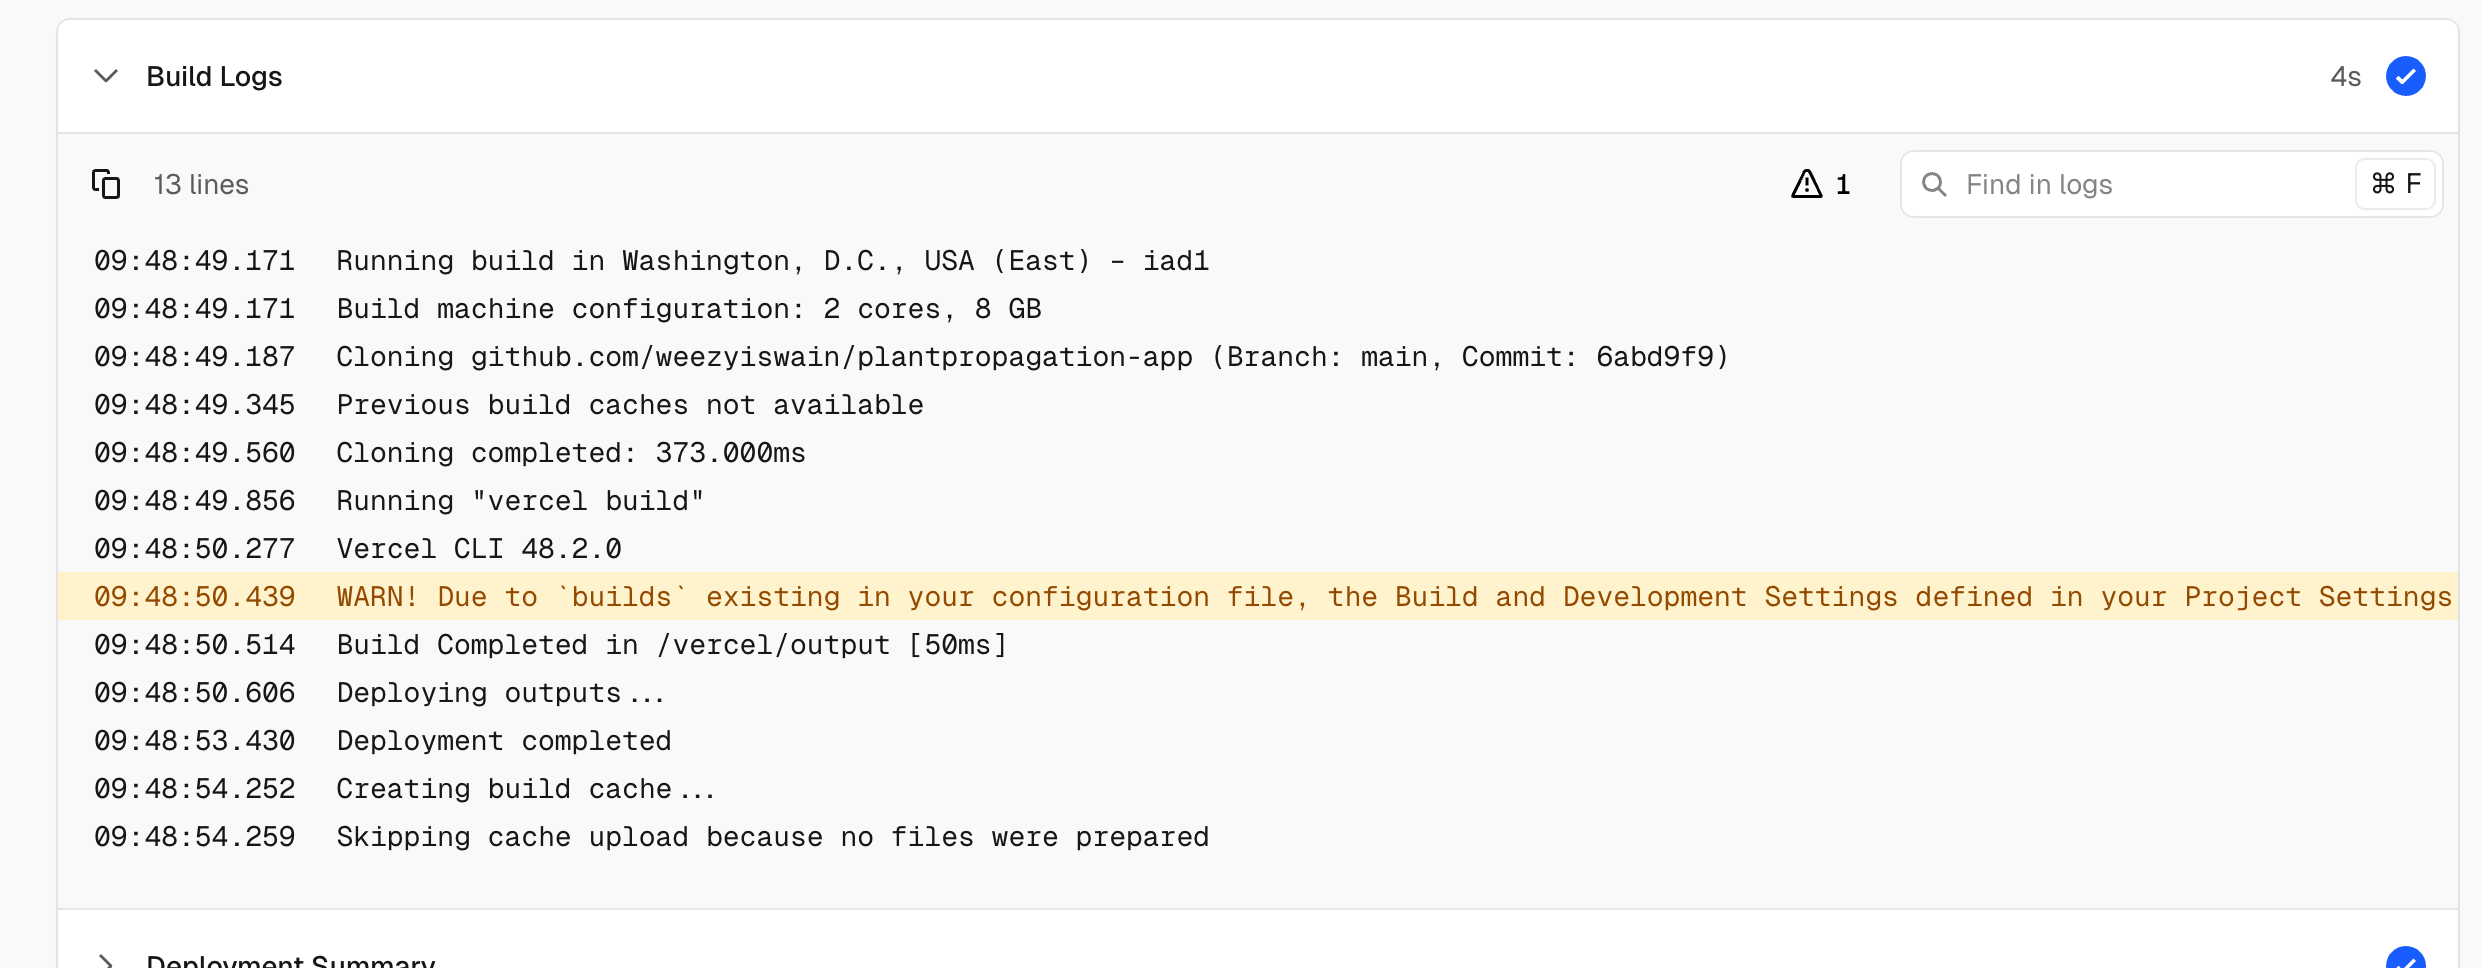 Build Logs
4s
13 lines
1
Find in logs
⌘ F
09:48:49.171 Running build in Washington, D.C., USA (East) – iad1
09:48:49.171 Build machine configuration: 2 cores, 8 GB
09:48:49.187 Cloning github.com/weezyiswain/plantpropagation-app (Branch: main, Commit: 6abd9f9)
09:48:49.345 Previous build caches not available
09:48:49.560 Cloning completed: 373.000ms
09:48:49.856 Running "vercel build"
09:48:50.277 Vercel CLI 48.2.0
09:48:50.439 WARN! Due to `builds` existing in your configuration file, the Build and Development Settings defined in your Project Settings
09:48:50.514 Build Completed in /vercel/output [50ms]
09:48:50.606 Deploying outputs...
09:48:53.430 Deployment completed
09:48:54.252 Creating build cache...
09:48:54.259 Skipping cache upload because no files were prepared
Deployment Summary